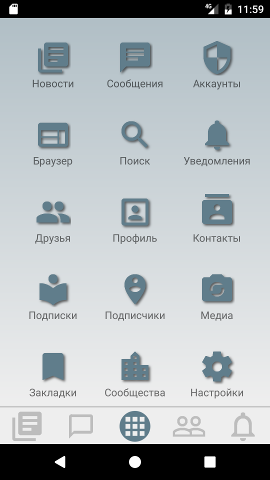 4G 11:59
Новости Сообщения Аккаунты
Браузер Поиск Уведомления
Друзья Профиль Контакты
Подписки Подписчики Медиа
Закладки Сообщества Настройки